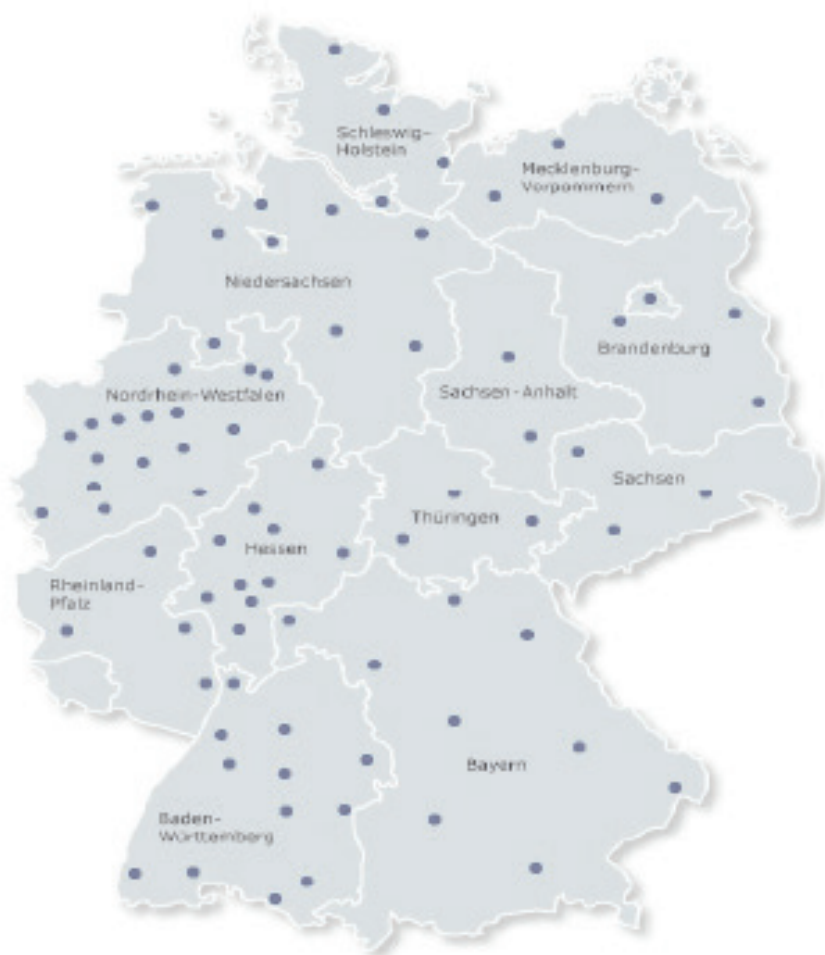 Schleswig-
Holstein
Mecklenburg-
Vorpommern
Niedersachsen
Brandenburg
Nordrhein-Westfalen
Sachsen-Anhalt
Sachsen
Thüringen
Hessen
Rheinland-
Pfalz
Bayern
Baden-
Württemberg